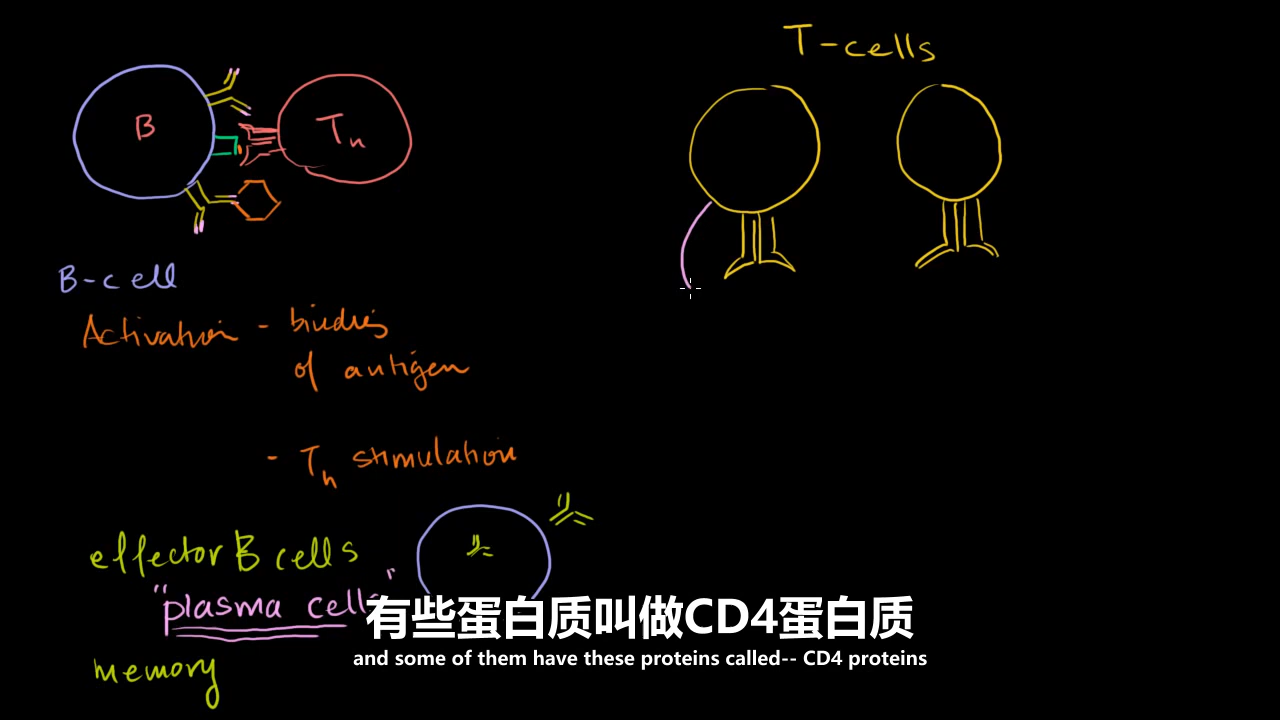 T-cells
B
Th
B-cell
Activation - binding
of antigen
- Th stimulation
effector B cells
"plasma cells"
memory
有些蛋白质叫做CD4蛋白质
and some of them have these proteins called-- CD4 proteins